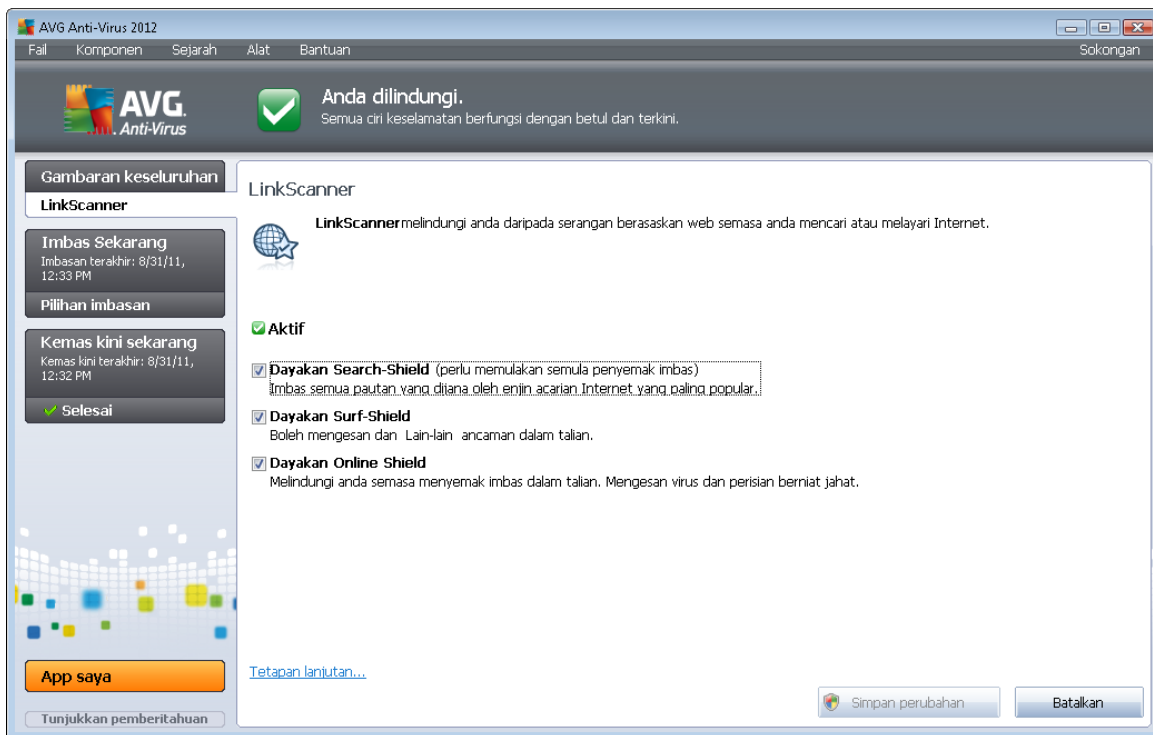 AVG Anti-Virus 2012
Fail Komponen Sejarah Alat Bantuan Sokongan
AVG.
Anti-Virus
Anda dilindungi.
Semua ciri keselamatan berfungsi dengan betul dan terkini.
Gambaran keseluruhan
LinkScanner
Imbas Sekarang
Imbasan terakhir: 8/31/11,
12:33 PM
Pilihan imbasan
Kemas kini sekarang
Kemas kini terakhir: 8/31/11,
12:32 PM
Selesai
App saya
Tunjukkan pemberitahuan
LinkScanner
LinkScannermelindungi anda daripada serangan berasaskan web semasa anda mencari atau melayari Internet.
Aktif
Dayakan Search-Shield (perlu memulakan semula penyemak imbas)
Imbas semua pautan yang dijana oleh enjin acarian Internet yang paling popular.
Dayakan Surf-Shield
Boleh mengesan dan Lain-lain ancaman dalam talian.
Dayakan Online Shield
Melindungi anda semasa menyemak imbas dalam talian. Mengesan virus dan perisian berniat jahat.
Tetapan lanjutan...
Simpan perubahan
Batalkan